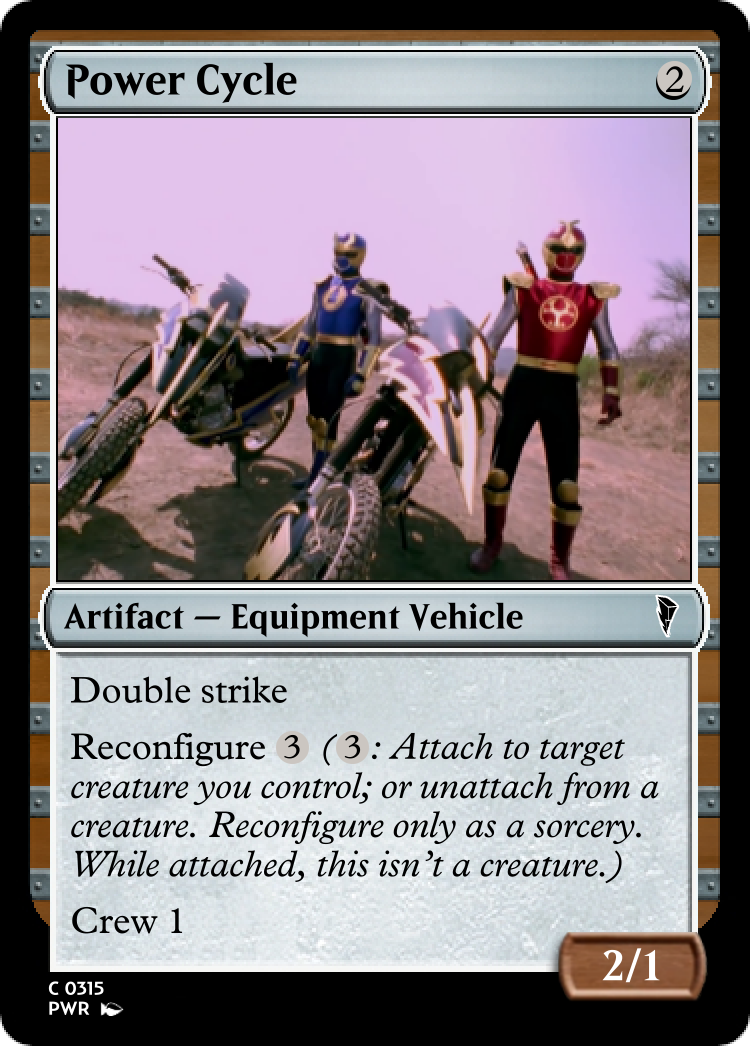 Power Cycle 2
Artifact — Equipment Vehicle
Double strike
Reconfigure 3 (3: Attach to target
creature you control; or unattach from a
creature. Reconfigure only as a sorcery.
While attached, this isn't a creature.)
Crew 1
2/1
C 0315
PWR